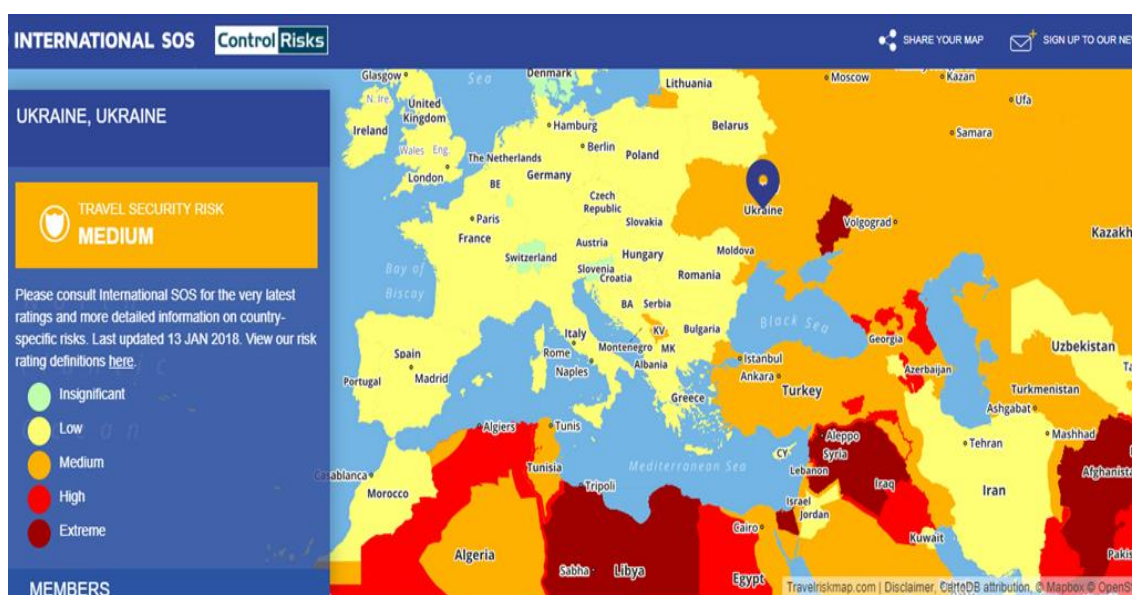 INTERNATIONAL SOS Control Risks
SHARE YOUR MAP
SIGN UP TO OUR NE
UKRAINE, UKRAINE
TRAVEL SECURITY RISK
MEDIUM
Please consult International SOS for the very latest
ratings and more detailed information on country-
specific risks. Last updated 13 JAN 2018. View our risk
rating definitions here.
Insignificant
Low
Medium
High
Extreme
MEMBERS
Glasgow
Sea
Denmark
Lithuania
Moscow
Kazan
Ufa
N. Ire.
United
Kingdom
Ireland
Hamburg
Belarus
Samara
Wales Eng.
The Netherlands
Berlin
Poland
London
BE
Germany
Ukraine
Paris
Czech
Republic
Slovakia
Volgograd
France
Austria
Kazakh
Switzerland
Hungary
Moldova
Bay of
Biscay
Slovenia
Croatia
Romania
BA Serbia
Black Sea
Italy
KV
Bulgaria
Georgia
Uzbekistan
Spain
Rome
Montenegro MK
Istanbul
Portugal
Madrid
Naples
Albania
Ankara
Turkey
Azerbaijan
Ta
Greece
Turkmenistan
Ashgabat
Algiers
Tunis
Aleppo
Tehran
Mashhad
CY
Syria
Casablanca
Tunisia
Mediterranean Sea
Lebanon
Iraq
Iran
Afghanista
Morocco
Tripoli
Israel
Jordan
Cairo
Kuwait
Algeria
Sabha
Libya
Egypt
Pakis
Travelriskmap.com | Disclaimer, CartoDB attribution, © Mapbox © OpenSt